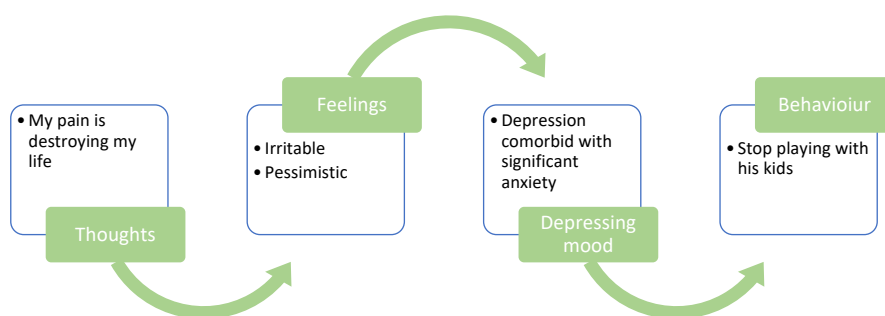 • My pain is
destroying my
life
Thoughts
Feelings
• Irritable
• Pessimistic
• Depression
comorbid with
significant
anxiety
Depressing
mood
Behavioiur
• Stop playing with
his kids